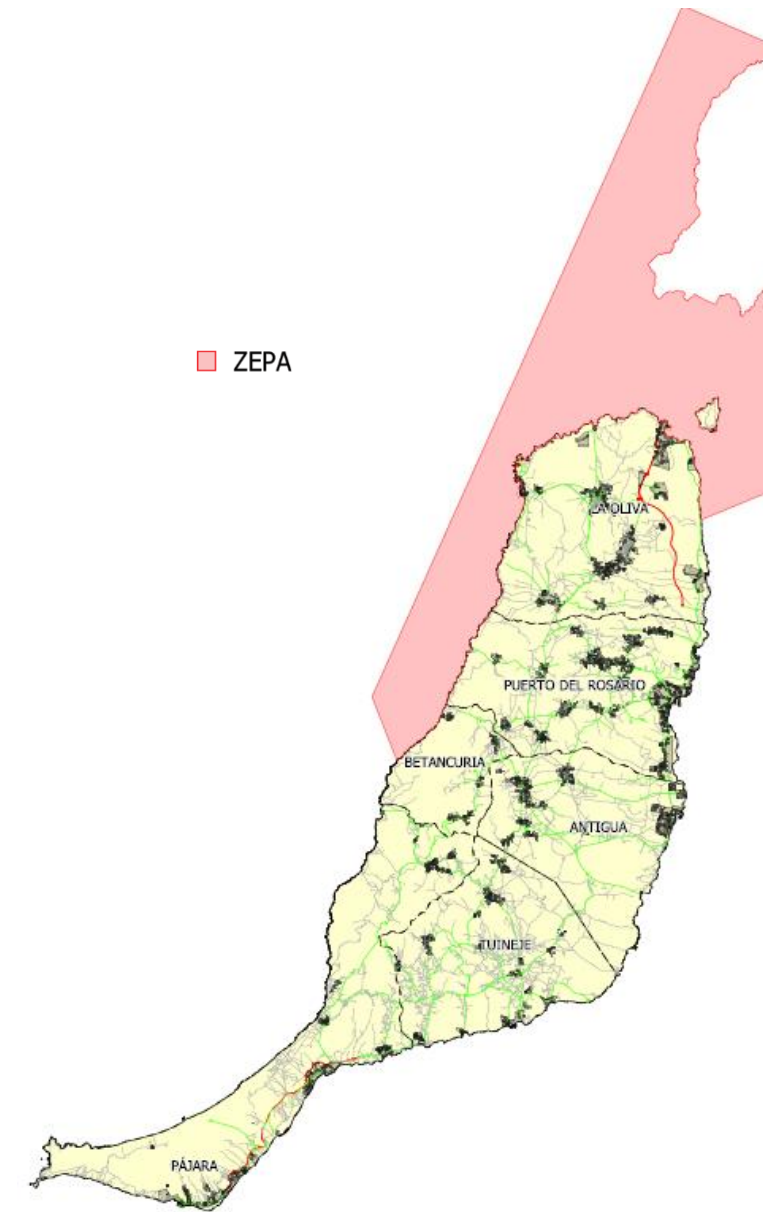 ZEPA
LA OLIVA
PUERTO DEL ROSARIO
BETANCURIA
ANTIGUA
TUINEJE
PÁJARA